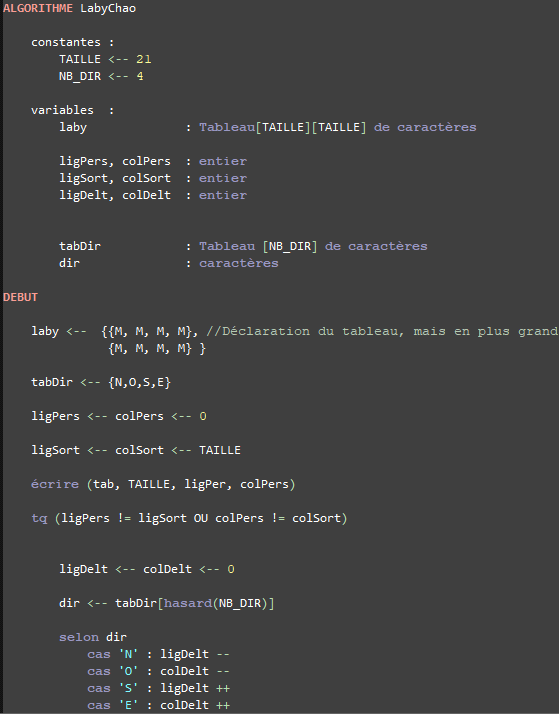 ALGORITHME LabyChao
constantes :
TAILLE <-- 21
NB_DIR <-- 4
variables :
laby : Tableau[TAILLE][TAILLE] de caractères
ligPers, colPers : entier
ligSort, colSort : entier
ligDelt, colDelt : entier
tabDir : Tableau [NB_DIR] de caractères
dir : caractères
DEBUT
laby <-- {{M, M, M, M}, //Déclaration du tableau, mais en plus grand
{M, M, M, M} }
tabDir <-- {N,O,S,E}
ligPers <-- colPers <-- 0
ligSort <-- colSort <-- TAILLE
écrire (tab, TAILLE, ligPer, colPers)
tq (ligPers != ligSort OU colPers != colSort)
ligDelt <-- colDelt <-- 0
dir <-- tabDir[hasard(NB_DIR)]
selon dir
cas 'N' : ligDelt --
cas 'O' : colDelt --
cas 'S' : ligDelt ++
cas 'E' : colDelt ++